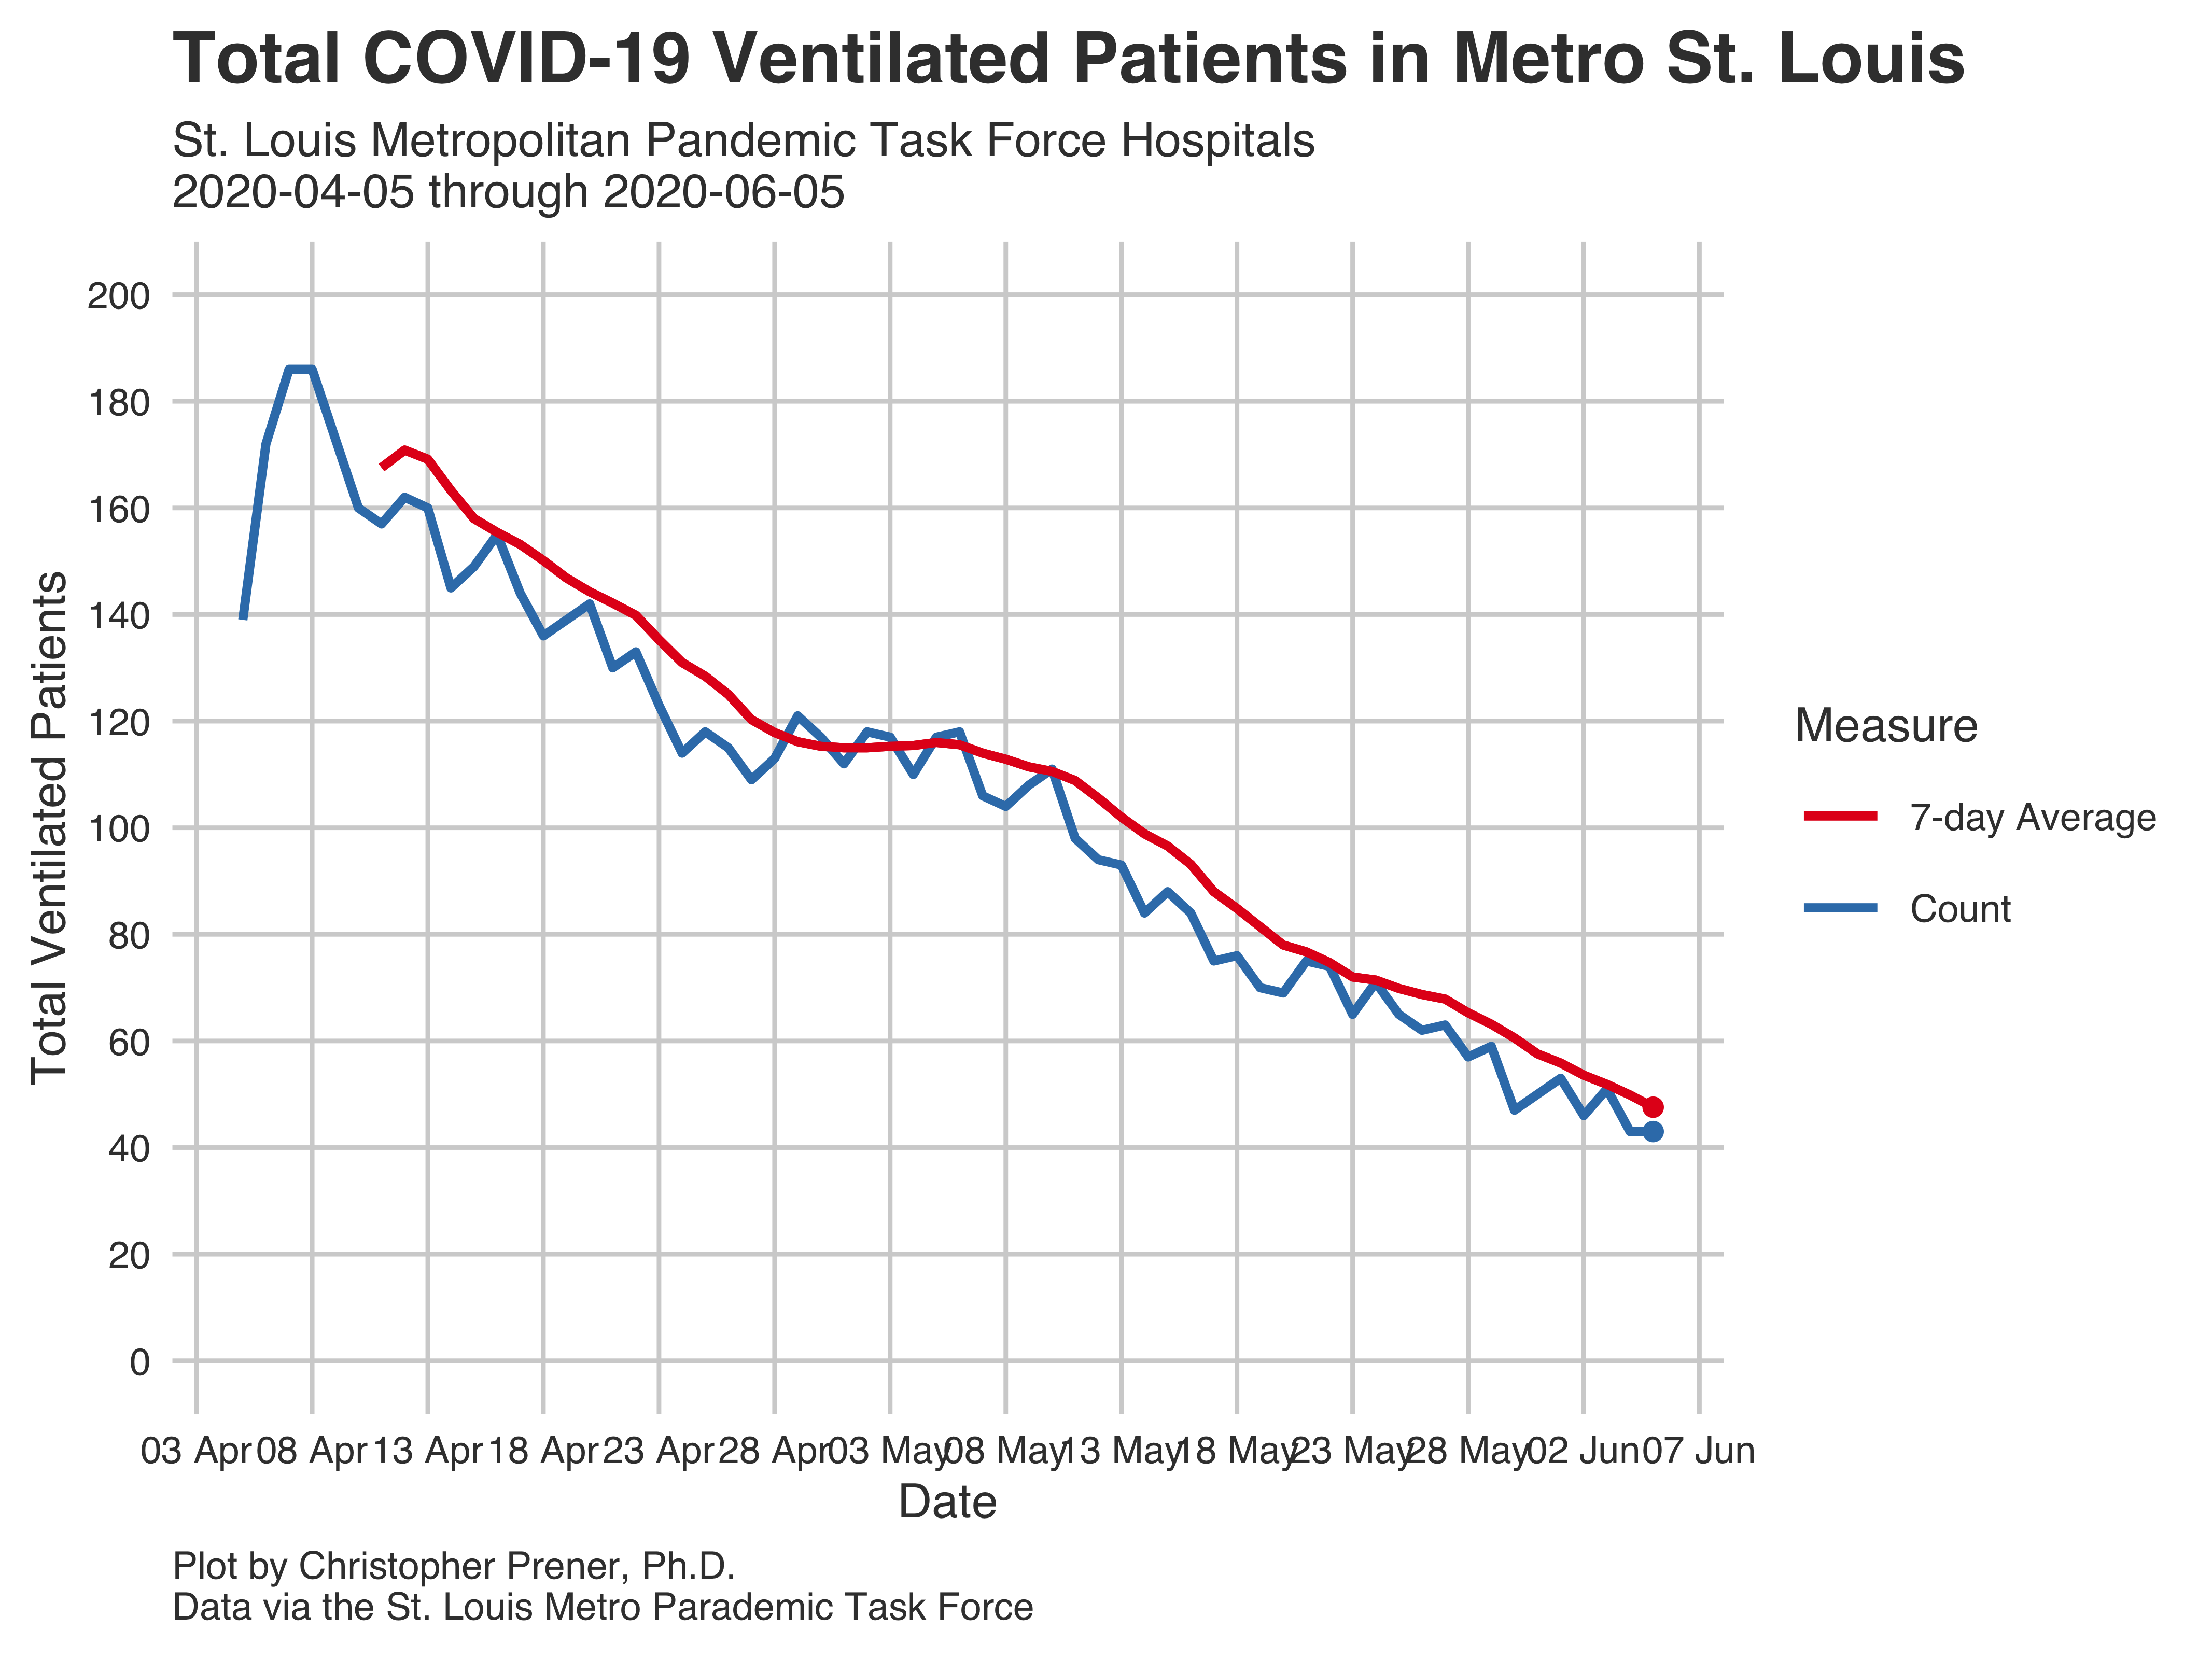 Total COVID-19 Ventilated Patients in Metro St. Louis
St. Louis Metropolitan Pandemic Task Force Hospitals
2020-04-05 through 2020-06-05
200
180
160
140
120
100
80
60
40
20
0
Total Ventilated Patients
03 Apr 08 Apr 13 Apr 18 Apr 23 Apr 28 Apr 03 May 08 May 13 May 18 May 23 May 28 May 02 Jun 07 Jun
Date
Measure
7-day Average
Count
Plot by Christopher Prener, Ph.D.
Data via the St. Louis Metro Parademic Task Force